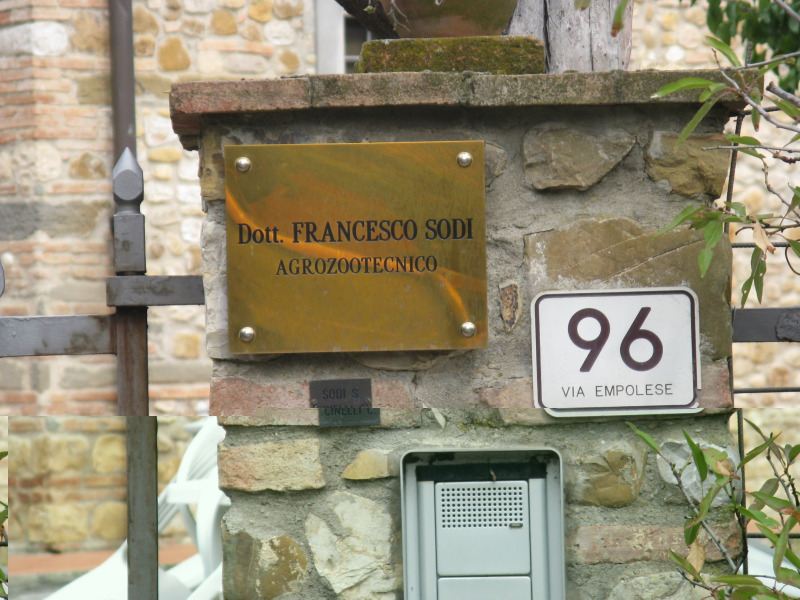 Dott. FRANCESCO SODI
AGROZOOTECNICO
96
VIA EMPOLESE
SODI S